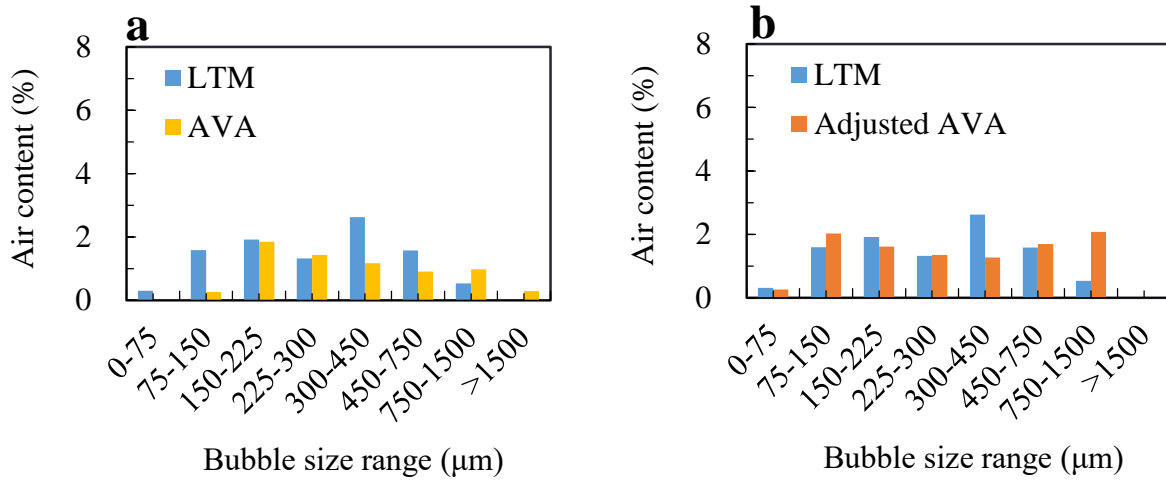 a
8
6
4
2
0
Air content (%)
LTM
AVA
0-75
75-150
150-225
225-300
300-450
450-750
750-1500
>1500
Bubble size range (μm)
b
8
6
4
2
0
Air content (%)
LTM
Adjusted AVA
0-75
75-150
150-225
225-300
300-450
450-750
750-1500
>1500
Bubble size range (μm)